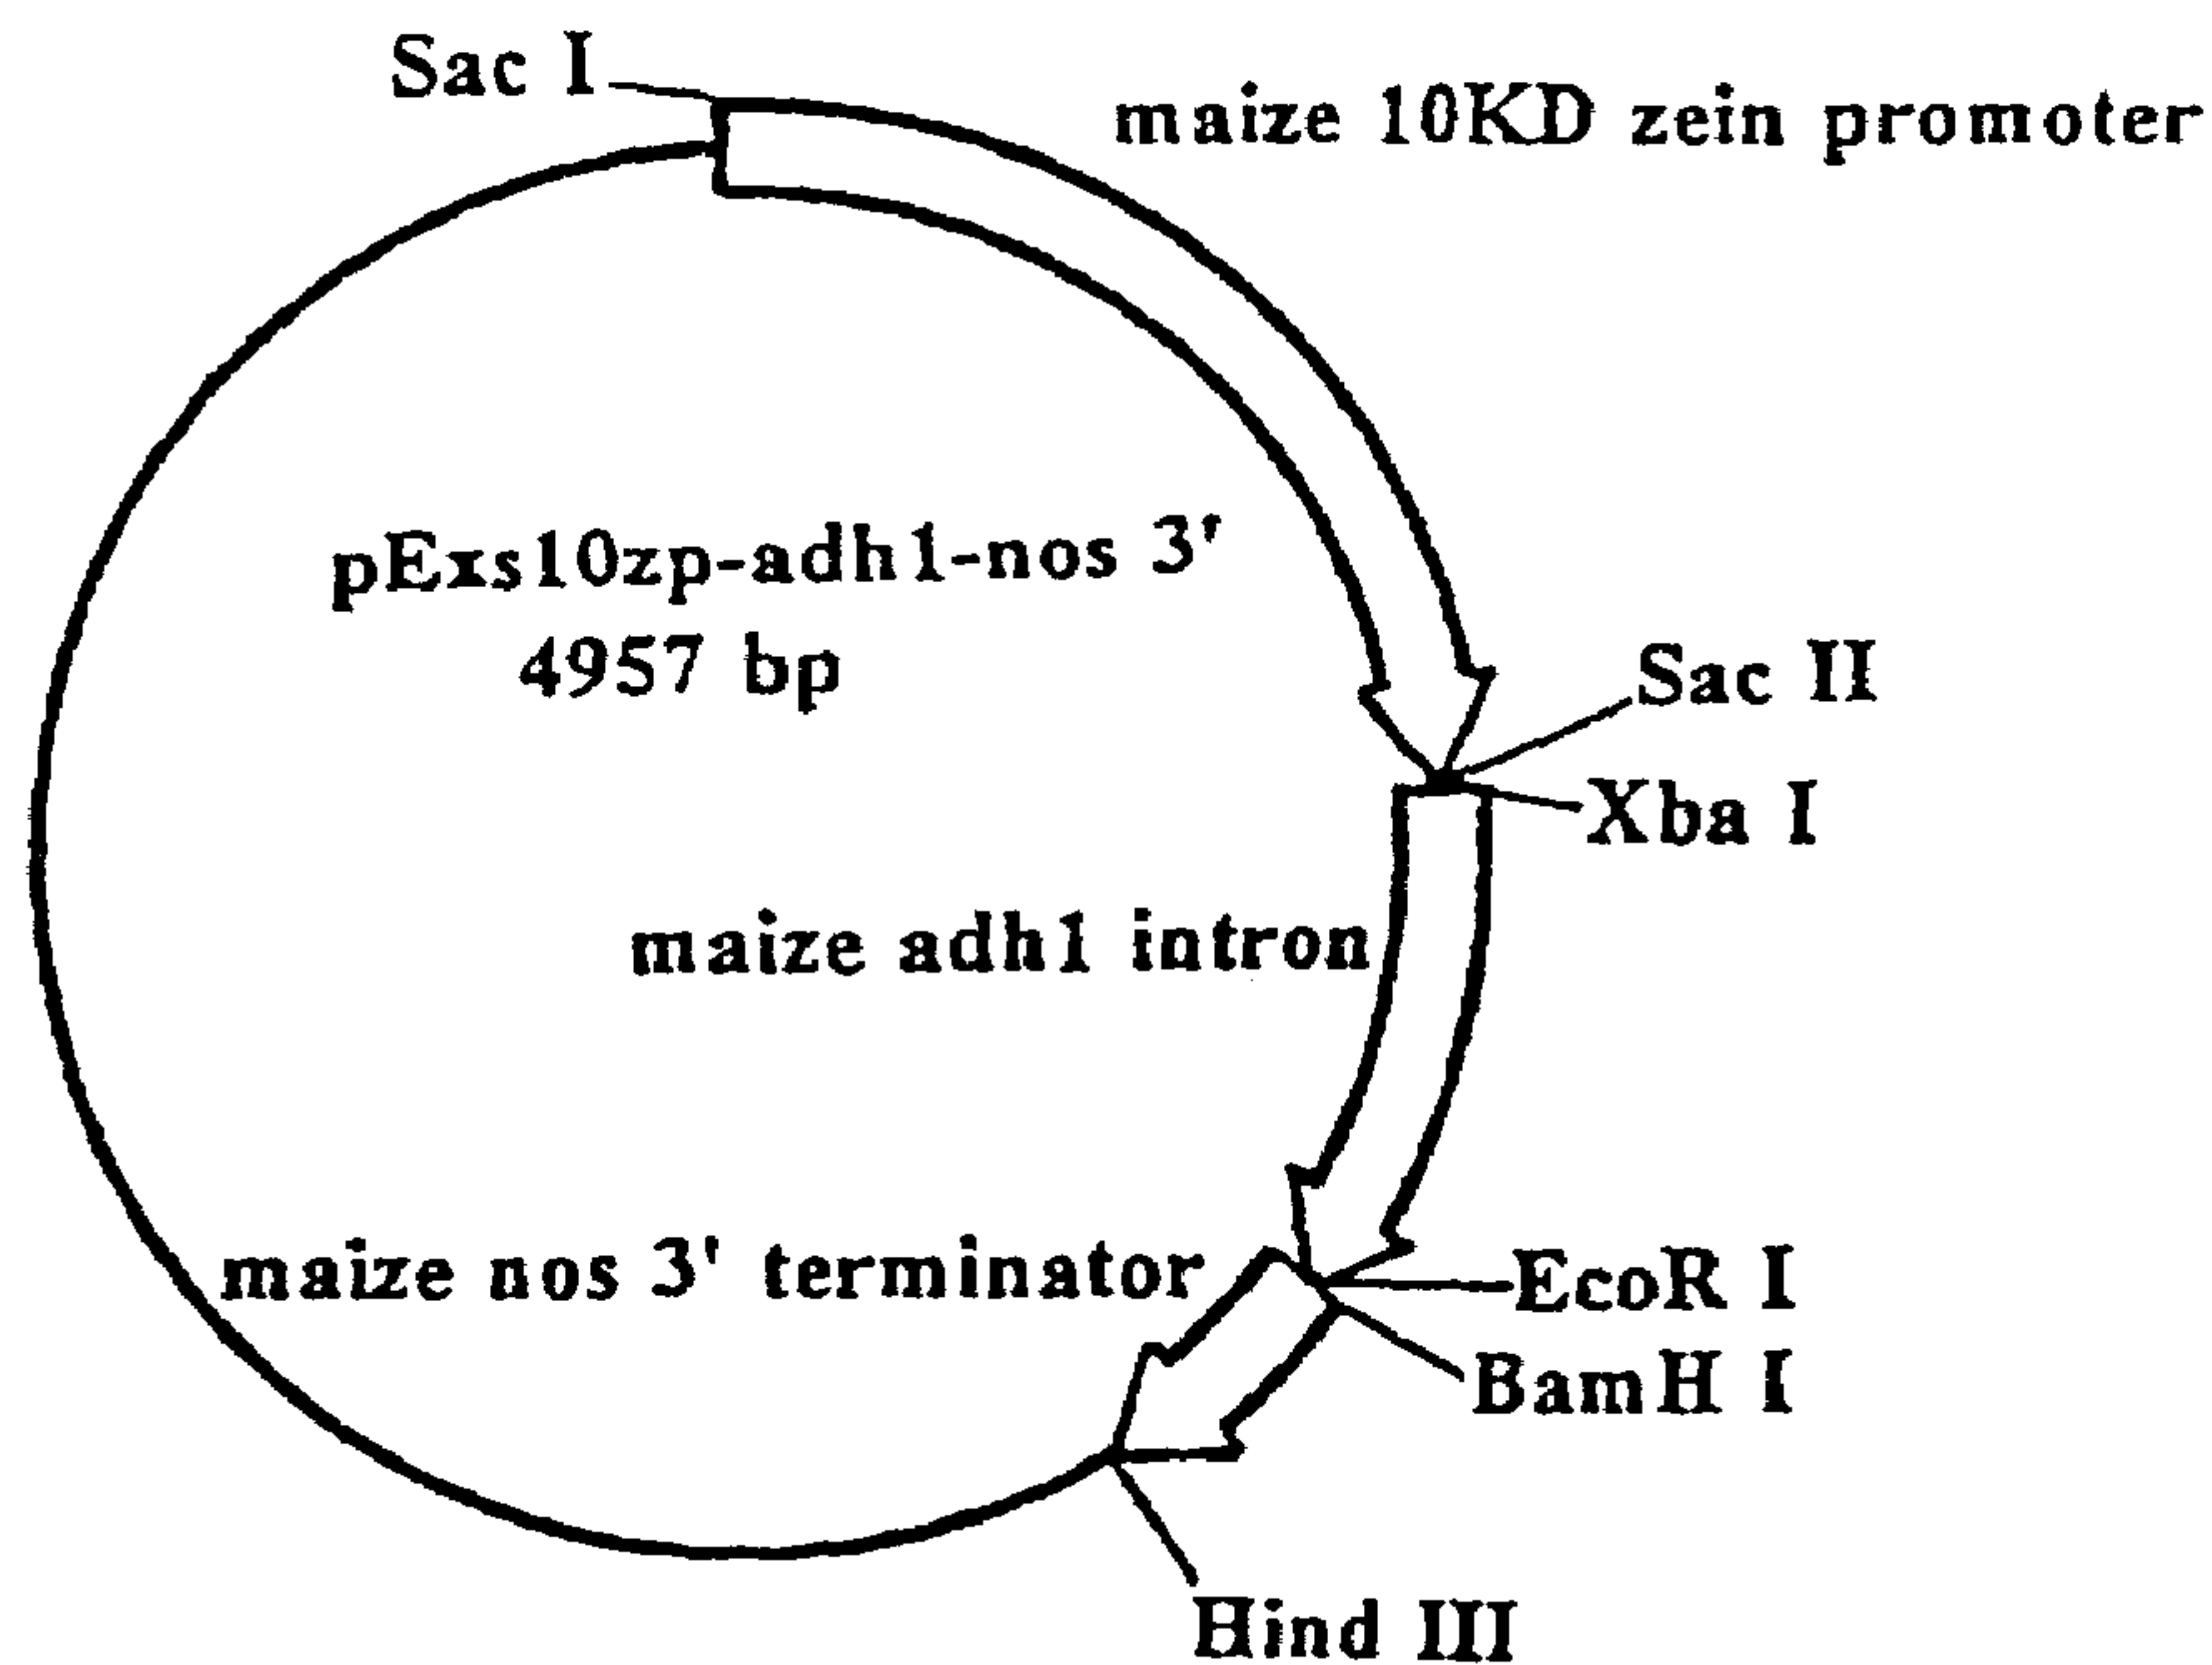 Sac I
maize 10KD zein promoter
pExs10zp-adh1-nos 3'
4957 bp
Sac II
Xba I
maize adh1 intron
maize nos 3' terminator
EcoR I
BamH I
Hind III